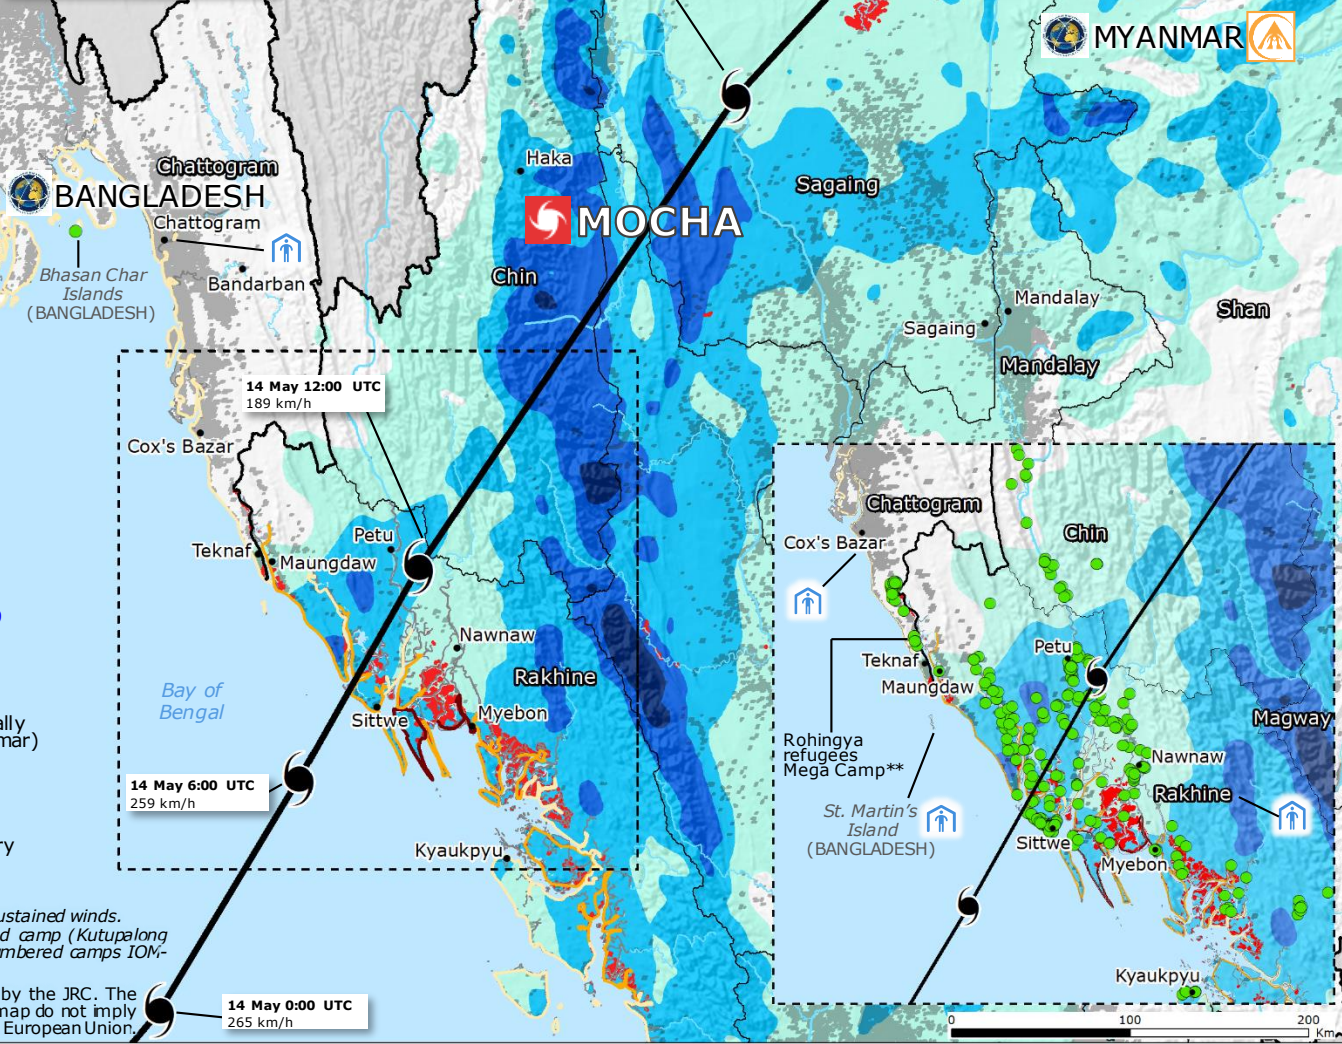 MYANMAR
Haka
Chattogram
BANGLADESH
Chattogram
Sagaing
MOCHA
Bhasan Char
Islands
(BANGLADESH)
Bandarban
Chin
Mandalay
Shan
Sagaing
Mandalay
14 May 12:00 UTC
189 km/h
Cox's Bazar
Petu
Teknaf
Maungdaw
Nawnaw
Rakhine
Bay of
Bengal
Sittwe
Myebon
14 May 6:00 UTC
259 km/h
Kyaukpyu
14 May 0:00 UTC
265 km/h
ally
mar)
ry
ustained winds.
d camp (Kutupalong
mbered camps IOM-
by the JRC. The
map do not imply
European Union.
Chattogram
Chin
Cox's Bazar
Petu
Teknaf
Maungdaw
Magway
Rohingya
refugees
Mega Camp**
Nawnaw
Rakhine
St. Martin's
Island
(BANGLADESH)
Sittwe
Myebon
Kyaukpyu
0 100 200
Km